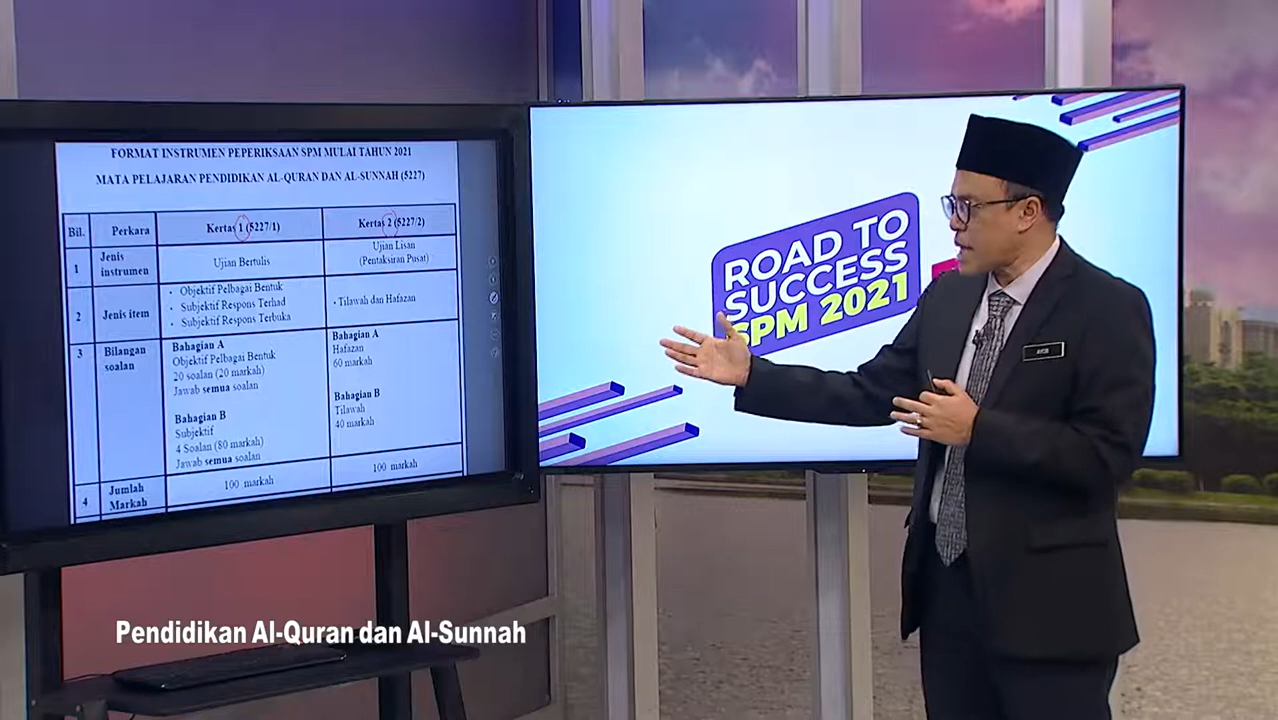 FORMAT INSTRUMEN PEPERIKSAAN SPM MULAI TAHUN 2021
MATA PELAJARAN PENDIDIKAN AL-QURAN DAN AL-SUNNAH (5227)
Bil. Perkara Kertas 1 (5227/1) Kertas 2 (5227/2)
1 Jenis instrumen
Ujian Bertulis
Ujian Lisan
(Pentaksiran Pusat)
2 Jenis item
• Objektif Pelbagai Bentuk
• Subjektif Respons Terhad
• Subjektif Respons Terbuka
• Tilawah dan Hafazan
3 Bilangan soalan
Bahagian A
Objektif Pelbagai Bentuk
20 soalan (20 markah)
Jawab semua soalan
Bahagian B
Subjektif
4 Soalan (80 markah)
Jawab semua soalan
Bahagian A
Hafazan
60 markah
Bahagian B
Tilawah
40 markah
4 Jumlah Markah
100 markah
100 markah
ROAD TO
SUCCESS
SPM 2021
AYOB
Pendidikan Al-Quran dan Al-Sunnah